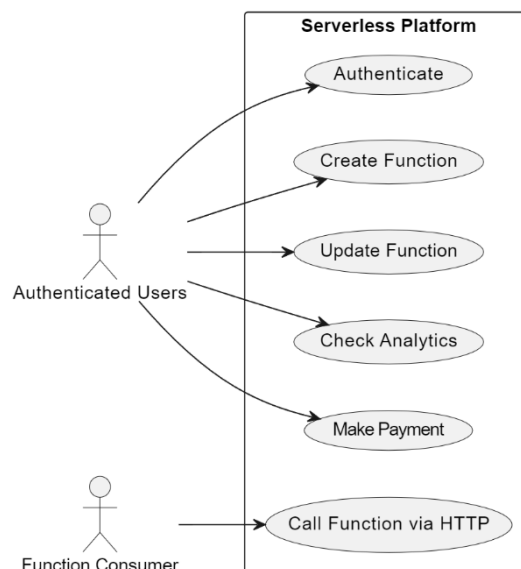 Serverless Platform
Authenticate
Create Function
Update Function
Authenticated Users
Check Analytics
Make Payment
Call Function via HTTP
Function Consumer